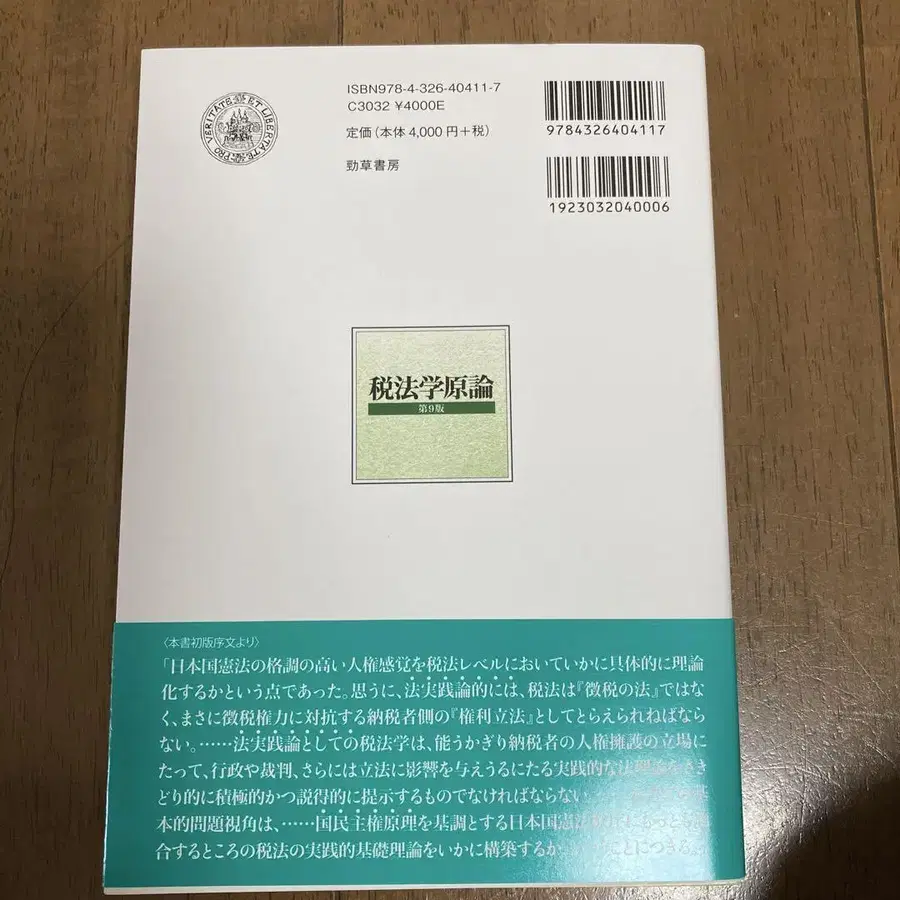 ISBN978-4-326-40411-7
C3032 ¥4000E
定価(本体4,000円+税)
勁草書房
9784326404117
1923032040006
PRO VERITATE ET LIBERTATE
税法学原論
第9版
〈本書初版序文より〉
「日本国憲法の格調の高い人権感覚を税法レベルにおいていかに具体的に理論
化するかという点であった。思うに、法実践論的には、税法は『徴税の法』ではな
く、まさに徴税権力に対抗する納税者側の『権利立法』としてとらえられねばなら
ない。……法実践論としての税法学は、能うかぎり納税者の人権擁護の立場に
たって、行政や裁判、さらには立法に影響を与えうるにたる実践的な法理論をさき
どり的に積極的かつ説得的に提示するものでなければならない
本的問題視角は、……国民主権原理を基調とする日本国憲法
合するところの税法の実践的基礎理論をいかに構築するか